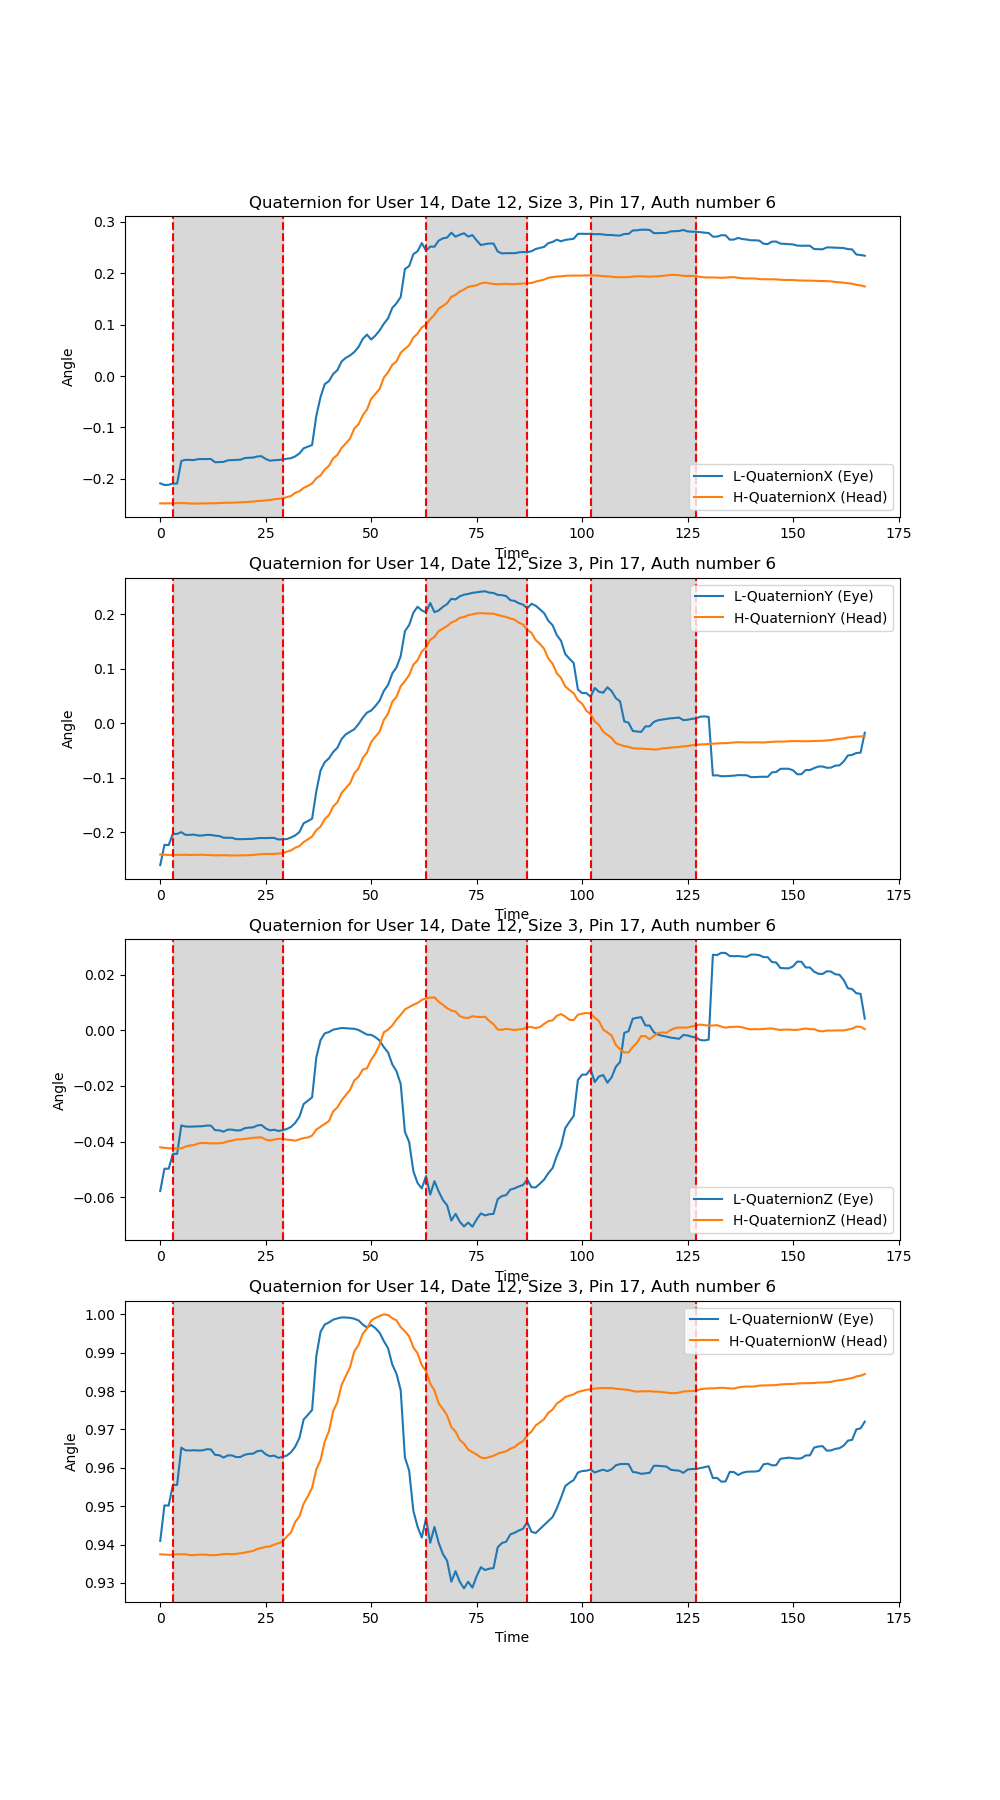 Quaternion for User 14, Date 12, Size 3, Pin 17, Auth number 6
0.3
0.2
0.1
0.0
−0.1
−0.2
Angle
L-QuaternionX (Eye)
H-QuaternionX (Head)
0 25 50 75 100 125 150 175
Time
Quaternion for User 14, Date 12, Size 3, Pin 17, Auth number 6
L-QuaternionY (Eye)
H-QuaternionY (Head)
0.2
0.1
0.0
−0.1
−0.2
Angle
0 25 50 75 100 125 150 175
Time
Quaternion for User 14, Date 12, Size 3, Pin 17, Auth number 6
0.02
0.00
−0.02
−0.04
−0.06
Angle
L-QuaternionZ (Eye)
H-QuaternionZ (Head)
0 25 50 75 100 125 150 175
Time
Quaternion for User 14, Date 12, Size 3, Pin 17, Auth number 6
L-QuaternionW (Eye)
H-QuaternionW (Head)
1.00
0.99
0.98
0.97
0.96
0.95
0.94
0.93
Angle
0 25 50 75 100 125 150 175
Time